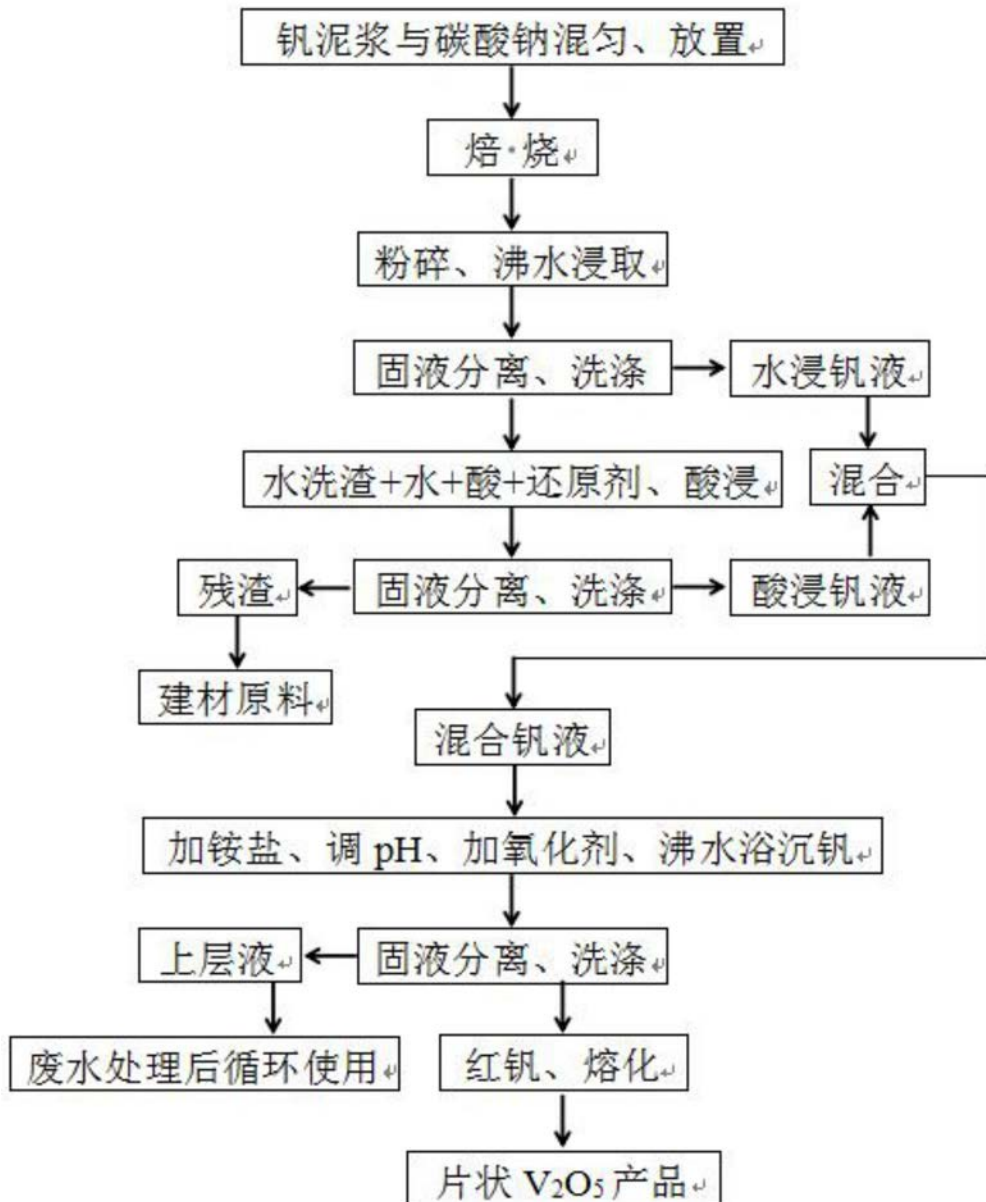 钒泥浆与碳酸钠混匀、放置
焙·烧
粉碎、沸水浸取
固液分离、洗涤
水浸钒液
水洗渣+水+酸+还原剂、酸浸
混合
残渣
固液分离、洗涤
酸浸钒液
建材原料
混合钒液
加铵盐、调 pH、加氧化剂、沸水浴沉钒
上层液
固液分离、洗涤
废水处理后循环使用
红钒、熔化
片状 V₂O₅ 产品